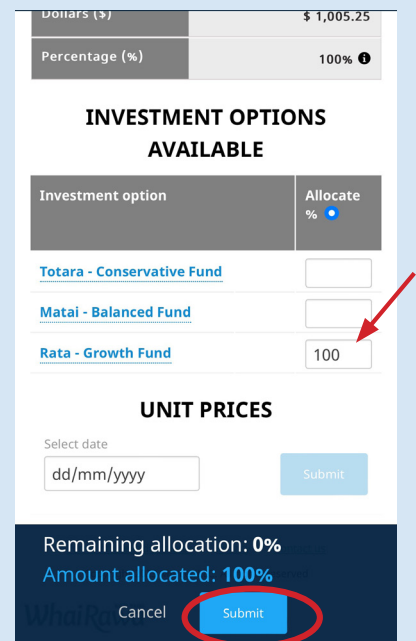 Dollars ($) $ 1,005.25
Percentage (%) 100%
INVESTMENT OPTIONS
AVAILABLE
Investment option Allocate
%
Totara - Conservative Fund
Matai - Balanced Fund
Rata - Growth Fund 100
UNIT PRICES
Select date
dd/mm/yyyy Submit
Remaining allocation: 0%
Amount allocated: 100%
WhaiRawa
Cancel Submit